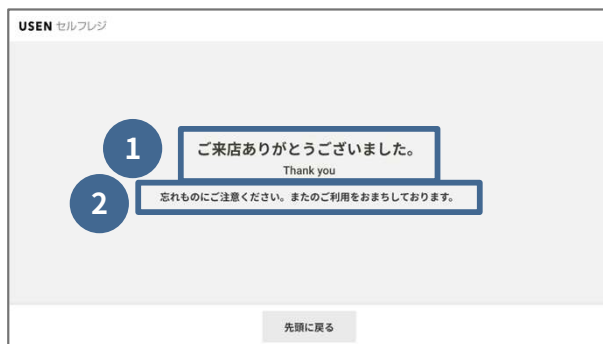 USEN セルフレジ
1
ご来店ありがとうございました。
Thank you
2
忘れものにご注意ください。またのご利用をおまちしております。
先頭に戻る